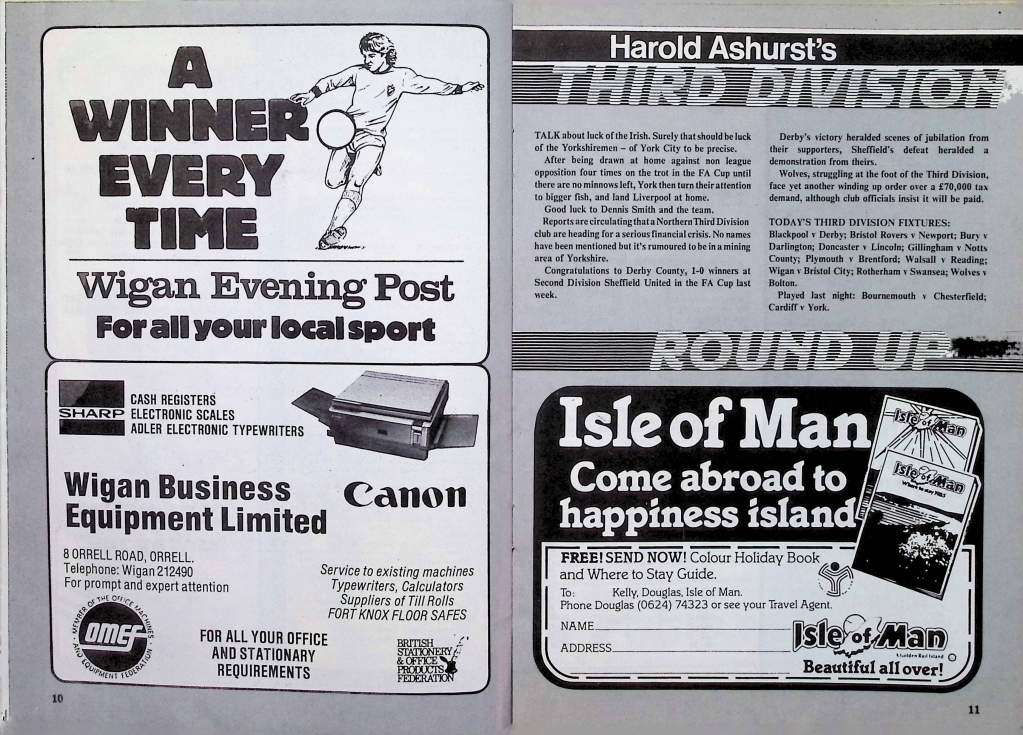 A
WINNER
EVERY
TIME
Wigan Evening Post
For all your local sport
SHARP
CASH REGISTERS
ELECTRONIC SCALES
ADLER ELECTRONIC TYPEWRITERS
Wigan Business
Equipment Limited
Canon
8 ORRELL ROAD, ORRELL.
Telephone: Wigan 212490
For prompt and expert attention
Service to existing machines
Typewriters, Calculators
Suppliers of Till Rolls
FORT KNOX FLOOR SAFES
MEMBER OF THE OFFICE MACHINES
AND EQUIPMENT FEDERATION
omef
FOR ALL YOUR OFFICE
AND STATIONARY
REQUIREMENTS
BRITISH
STATIONERY
& OFFICE
PRODUCTS
FEDERATION
10
Harold Ashurst's
THIRD DIVISION
TALK about luck of the Irish. Surely that should be luck
of the Yorkshiremen – of York City to be precise.
After being drawn at home against non league
opposition four times on the trot in the FA Cup until
there are no minnows left, York then turn their attention
to bigger fish, and land Liverpool at home.
Good luck to Dennis Smith and the team.
Reports are circulating that a Northern Third Division
club are heading for a serious financial crisis. No names
have been mentioned but it's rumoured to be in a mining
area of Yorkshire.
Congratulations to Derby County, 1-0 winners at
Second Division Sheffield United in the FA Cup last
week.
Derby's victory heralded scenes of jubilation from
their supporters, Sheffield's defeat heralded a
demonstration from theirs.
Wolves, struggling at the foot of the Third Division,
face yet another winding up order over a £70,000 tax
demand, although club officials insist it will be paid.
TODAY'S THIRD DIVISION FIXTURES:
Blackpool v Derby; Bristol Rovers v Newport; Bury v
Darlington; Doncaster v Lincoln; Gillingham v Notts
County; Plymouth v Brentford; Walsall v Reading;
Wigan v Bristol City; Rotherham v Swansea; Wolves v
Bolton.
Played last night: Bournemouth v Chesterfield;
Cardiff v York.
ROUND UP
Isle of Man
Come abroad to
happiness island
Isle of Man
Isle of Man
Where to stay 1985
FREE! SEND NOW! Colour Holiday Book
and Where to Stay Guide.
To: Kelly, Douglas, Isle of Man.
Phone Douglas (0624) 74323 or see your Travel Agent.
NAME
ADDRESS
Isle of Man
A Golden Rail Island
Beautiful all over!
11